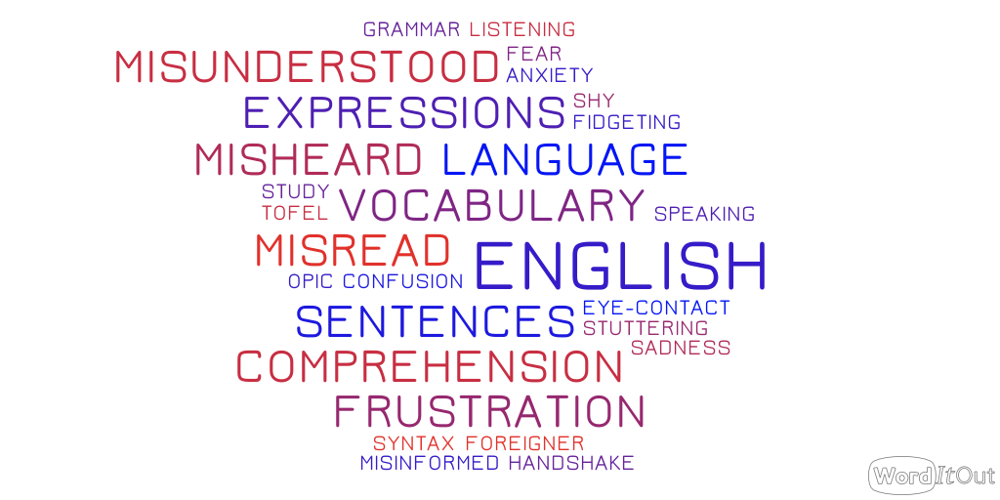 GRAMMAR LISTENING
MISUNDERSTOOD
FEAR
ANXIETY
EXPRESSIONS
SHY
FIDGETING
MISHEARD LANGUAGE
STUDY
TOFEL
VOCABULARY
SPEAKING
MISREAD
ENGLISH
OPIC CONFUSION
SENTENCES
EYE-CONTACT
STUTTERING
SADNESS
COMPREHENSION
FRUSTRATION
SYNTAX FOREIGNER
MISINFORMED HANDSHAKE
WordItOut